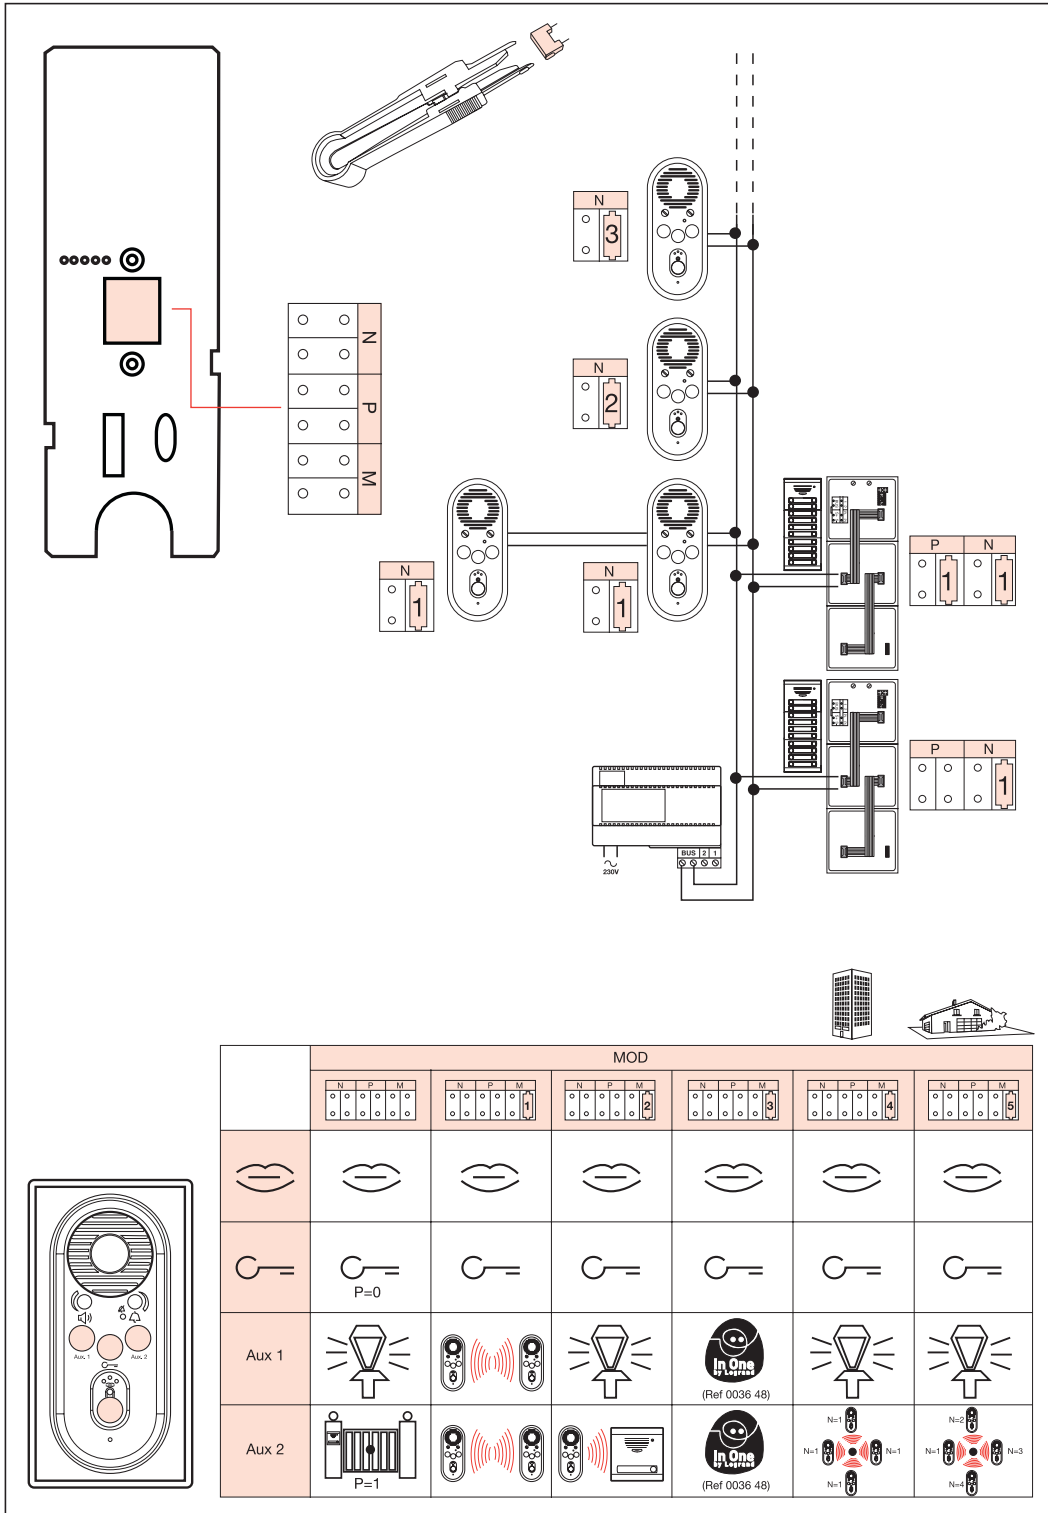 N
3
N
P
M
N
2
N
1
N
1
P N
1 1
P N
1
BUS 2 1
230V
MOD
N P M
N P M
1
N P M
2
N P M
3
N P M
4
N P M
5
P=0
Aux 1
In One
by Legrand
(Ref 0036 48)
Aux 2
P=1
In One
by Legrand
(Ref 0036 48)
N=1
N=1 N=1
N=1
N=2
N=1 N=3
N=4
Aux. 1
Aux. 2